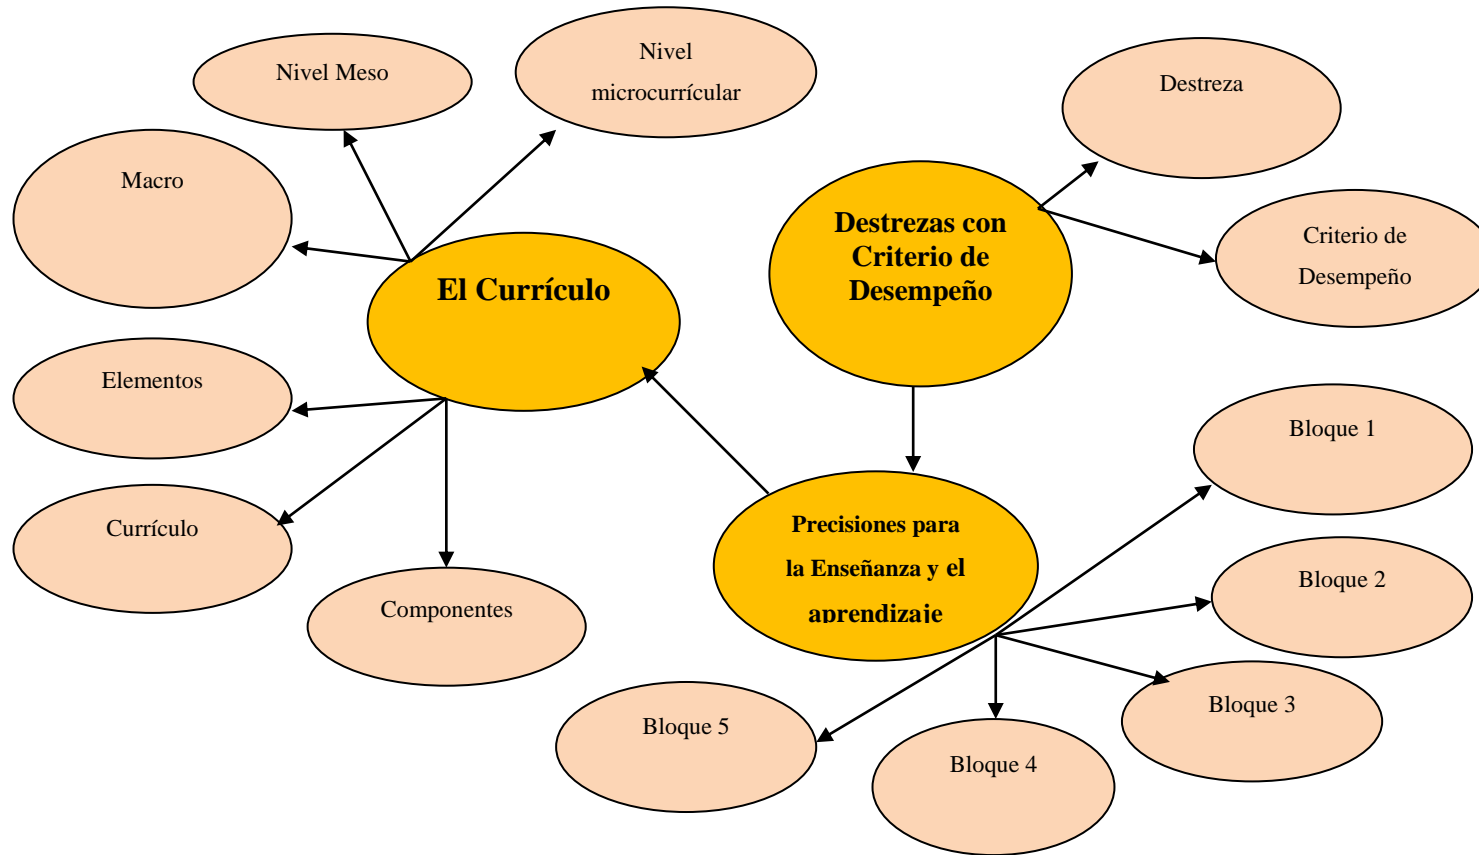 Nivel Meso
Nivel
microcurrícular
Destreza
Macro
Destrezas con
Criterio de
Desempeño
Criterio de
Desempeño
El Currículo
Elementos
Bloque 1
Currículo
Precisiones para
la Enseñanza y el
aprendizaje
Bloque 2
Componentes
Bloque 3
Bloque 5
Bloque 4